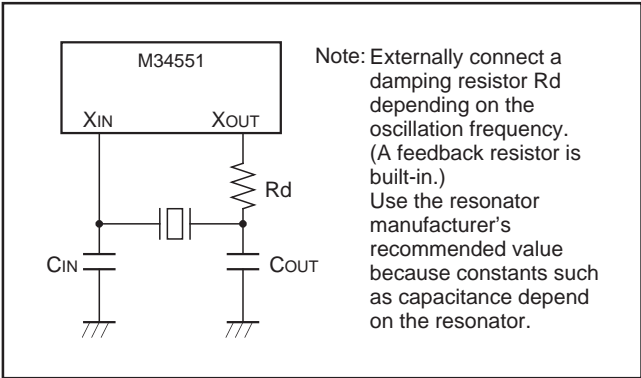 M34551
XIN XOUT
Rd
CIN COUT
Note: Externally connect a
damping resistor Rd
depending on the
oscillation frequency.
(A feedback resistor is
built-in.)
Use the resonator
manufacturer's
recommended value
because constants such
as capacitance depend
on the resonator.